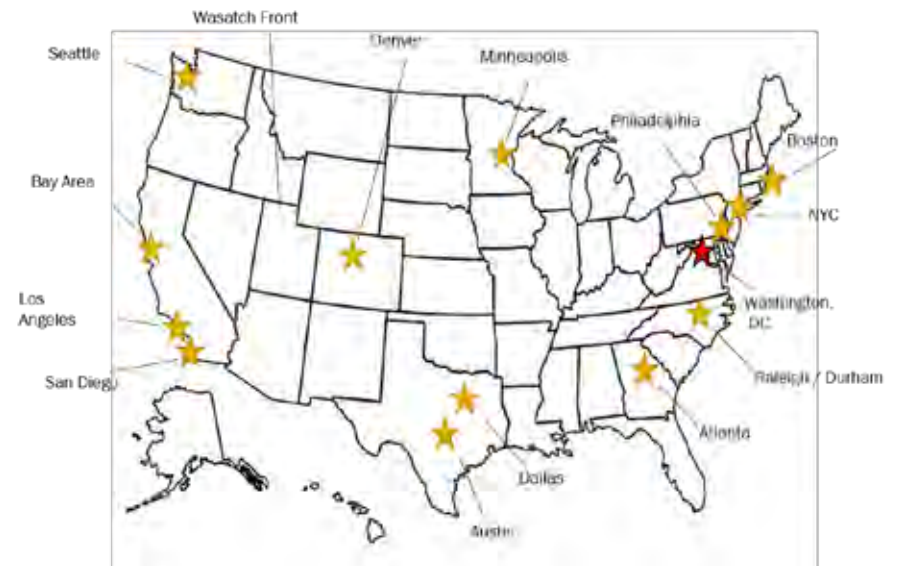 Wasatch Front
Denver
Seattle
Minneapolis
Philadelphia
Boston
Bay Area
NYC
Los
Angeles
Washington,
DC
San Diego
Raleigh / Durham
Atlanta
Dallas
Austin